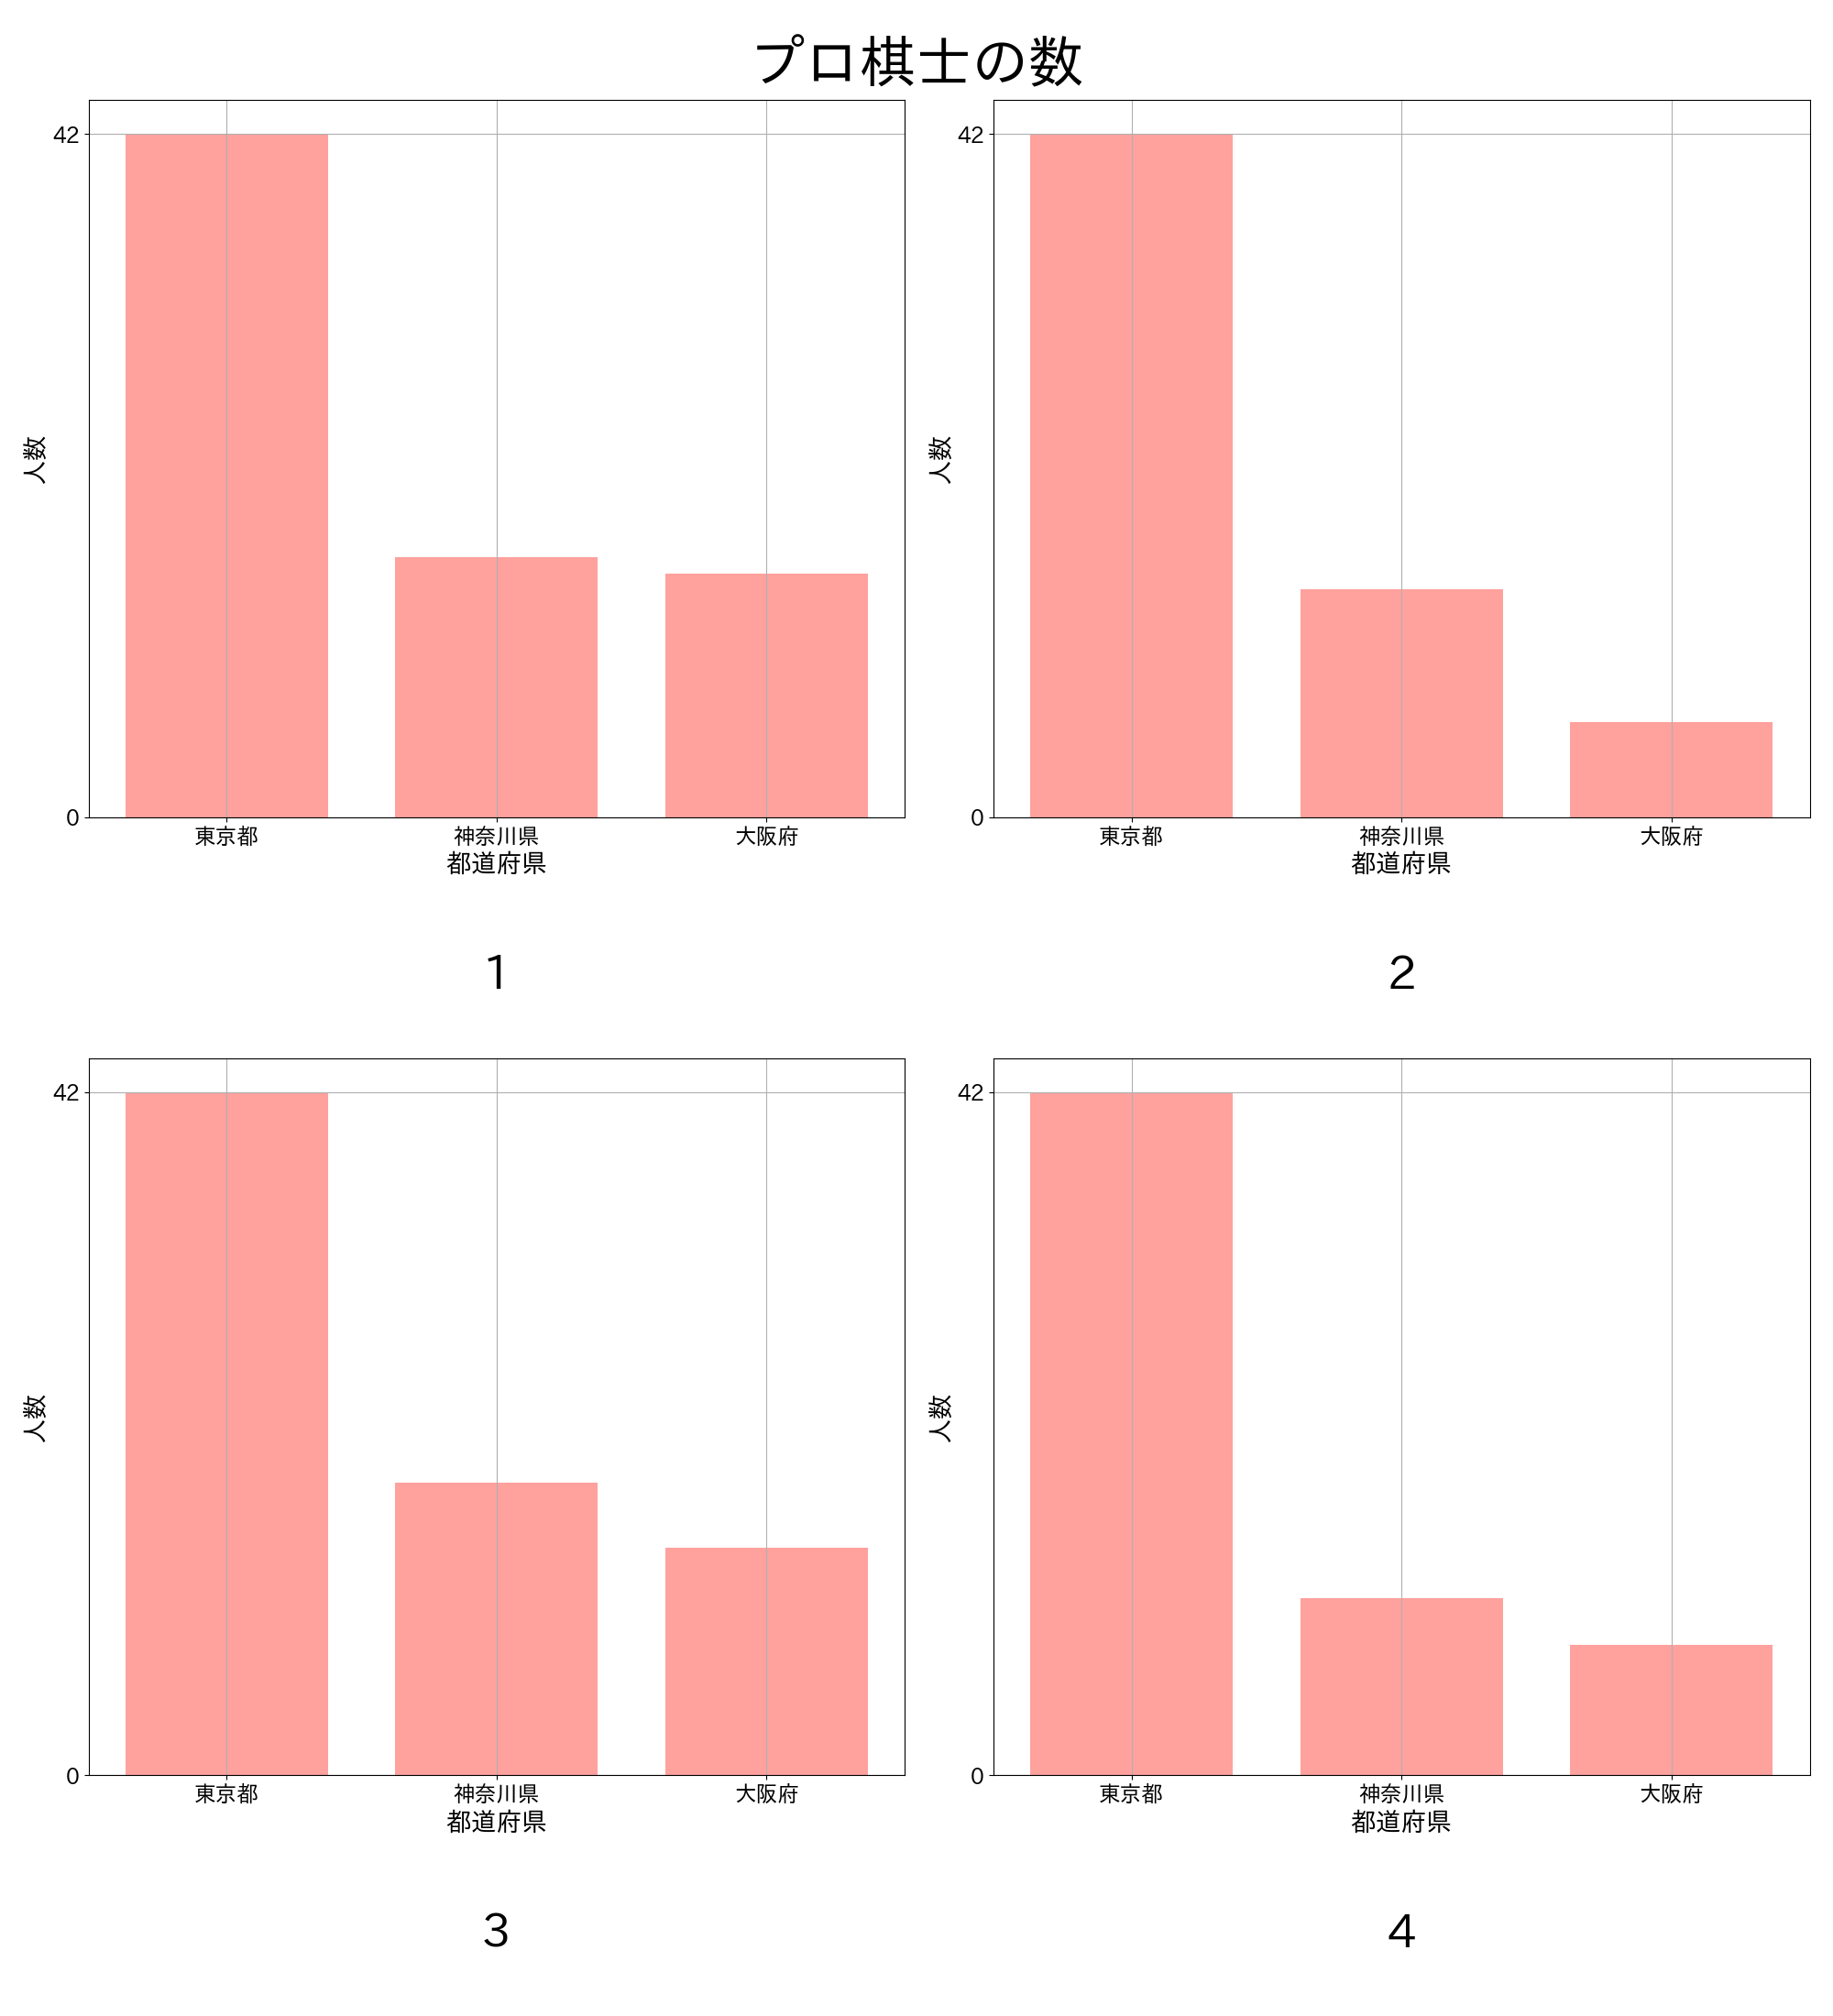 プロ棋士の数
42
人数
0
東京都 神奈川県 大阪府
都道府県
1
42
人数
0
東京都 神奈川県 大阪府
都道府県
2
42
人数
0
東京都 神奈川県 大阪府
都道府県
3
42
人数
0
東京都 神奈川県 大阪府
都道府県
4